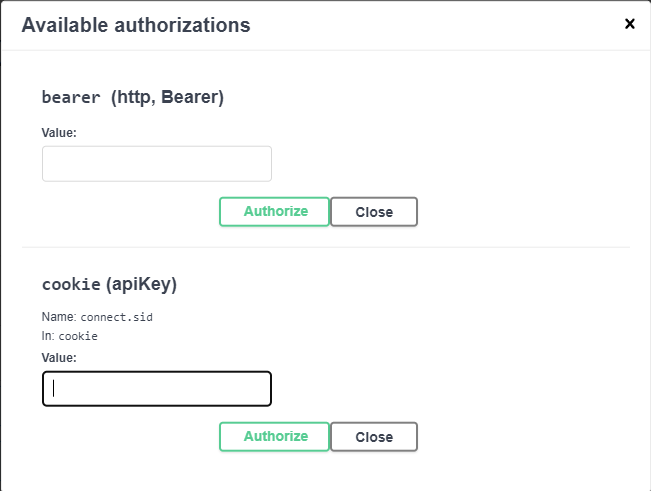 Available authorizations
×
bearer (http, Bearer)
Value:
Authorize Close
cookie (apiKey)
Name: connect.sid
In: cookie
Value:
Authorize Close